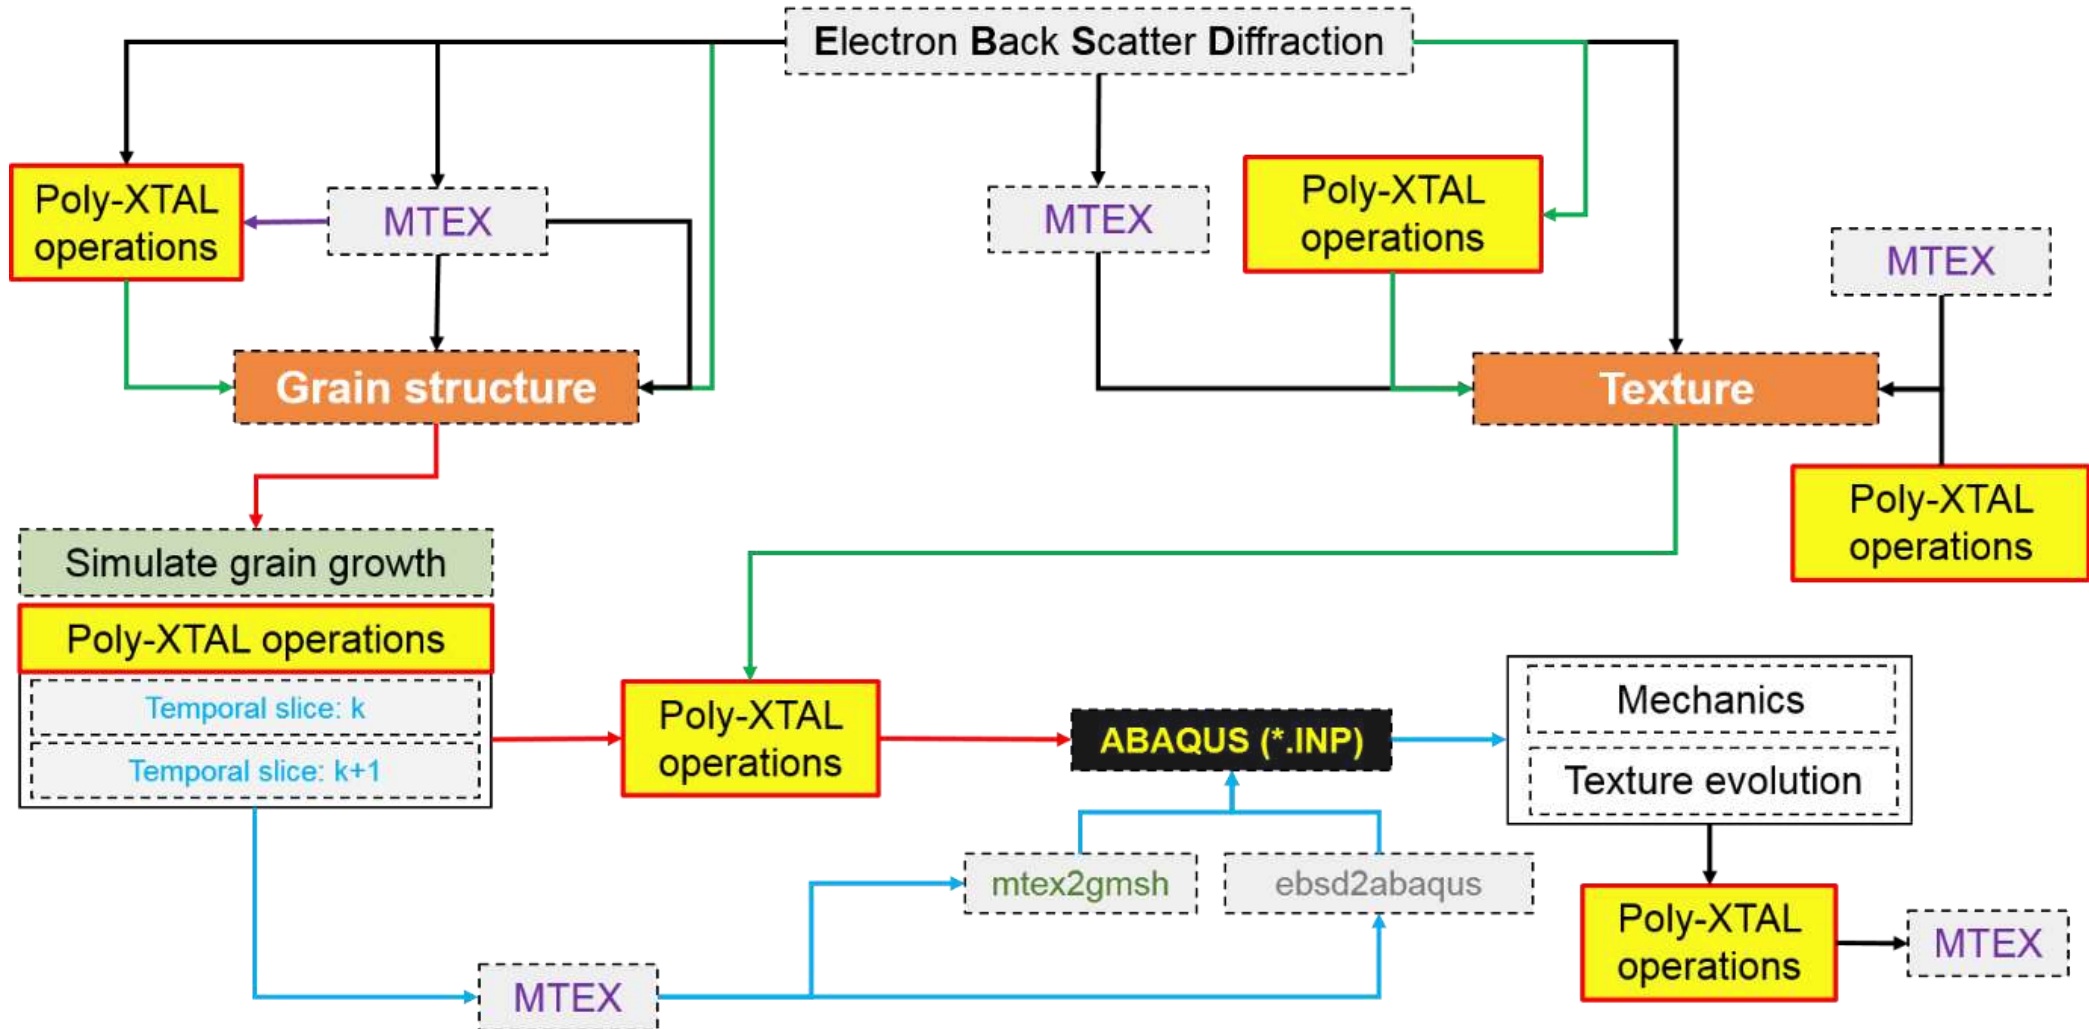 Electron Back Scatter Diffraction
Poly-XTAL
operations
MTEX
MTEX
Poly-XTAL
operations
MTEX
Grain structure
Texture
Poly-XTAL
operations
Simulate grain growth
Poly-XTAL operations
Temporal slice: k
Temporal slice: k+1
Poly-XTAL
operations
ABAQUS (*.INP)
Mechanics
Texture evolution
mtex2gmsh
ebsd2abaqus
Poly-XTAL
operations
MTEX
MTEX